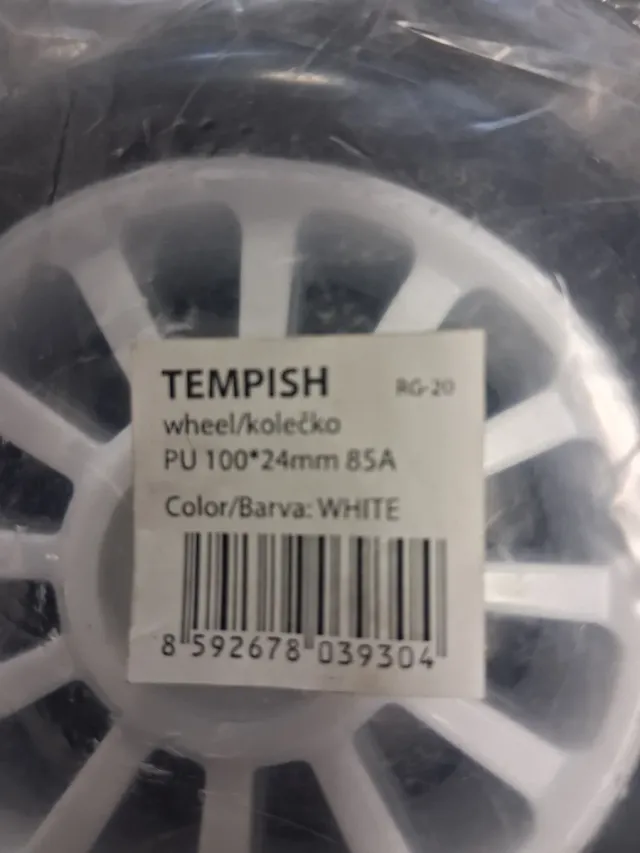 TEMPISH RG-20
wheel/kolečko
PU 100*24mm 85A
Color/Barva: WHITE
8 592678 039304